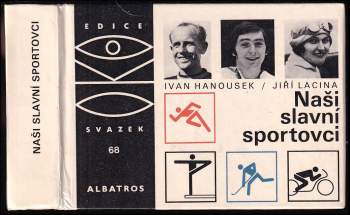 NAŠI SLAVNÍ SPORTOVCI
EDICE
SVAZEK
68
ALBATROS
IVAN HANOUSEK / JIŘÍ LACINA
Naši
slavní
sportovci